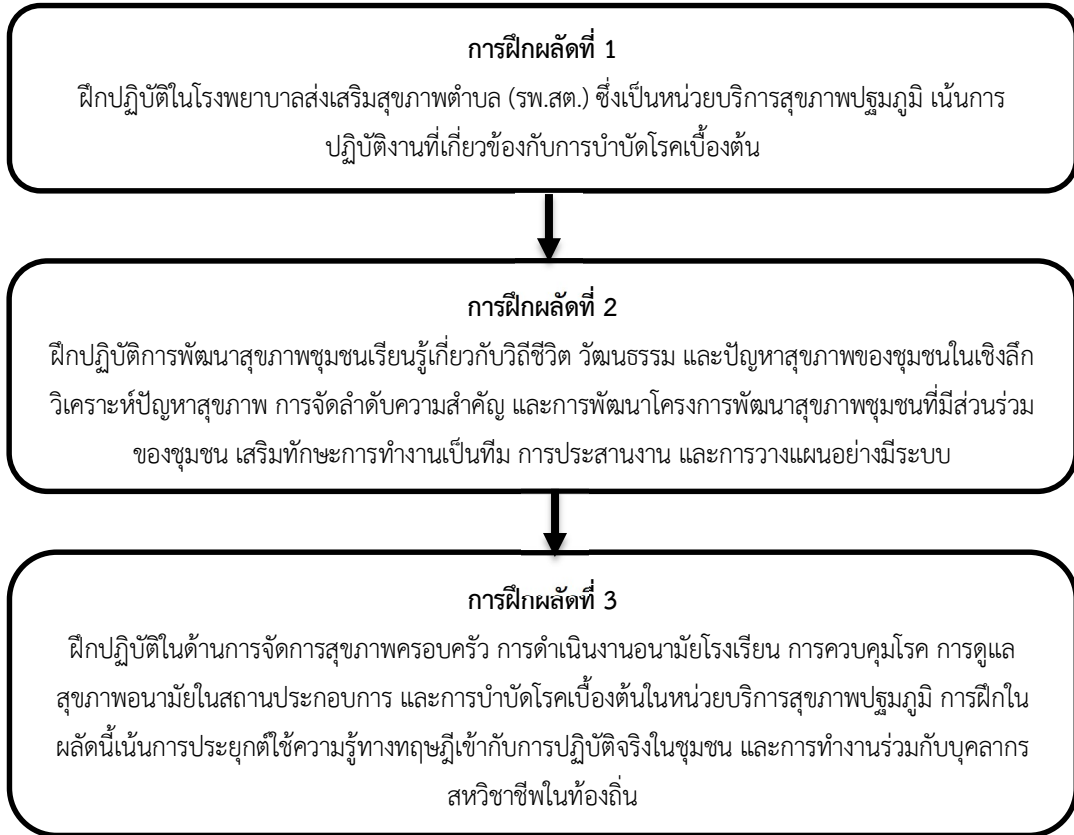 การฝึกผลัดที่ 1
ฝึกปฏิบัติในโรงพยาบาลส่งเสริมสุขภาพตำบล (รพ.สต.) ซึ่งเป็นหน่วยบริการสุขภาพปฐมภูมิ เน้นการ
ปฏิบัติงานที่เกี่ยวข้องกับการบำบัดโรคเบื้องต้น
การฝึกผลัดที่ 2
ฝึกปฏิบัติการพัฒนาสุขภาพชุมชนเรียนรู้เกี่ยวกับวิถีชีวิต วัฒนธรรม และปัญหาสุขภาพของชุมชนในเชิงลึก
วิเคราะห์ปัญหาสุขภาพ การจัดลำดับความสำคัญ และการพัฒนาโครงการพัฒนาสุขภาพชุมชนที่มีส่วนร่วม
ของชุมชน เสริมทักษะการทำงานเป็นทีม การประสานงาน และการวางแผนอย่างมีระบบ
การฝึกผลัดที่ 3
ฝึกปฏิบัติในด้านการจัดการสุขภาพครอบครัว การดำเนินงานอนามัยโรงเรียน การควบคุมโรค การดูแล
สุขภาพอนามัยในสถานประกอบการ และการบำบัดโรคเบื้องต้นในหน่วยบริการสุขภาพปฐมภูมิ การฝึกใน
ผลัดนี้เน้นการประยุกต์ใช้ความรู้ทางทฤษฎีเข้ากับการปฏิบัติจริงในชุมชน และการทำงานร่วมกับบุคลากร
สหวิชาชีพในท้องถิ่น